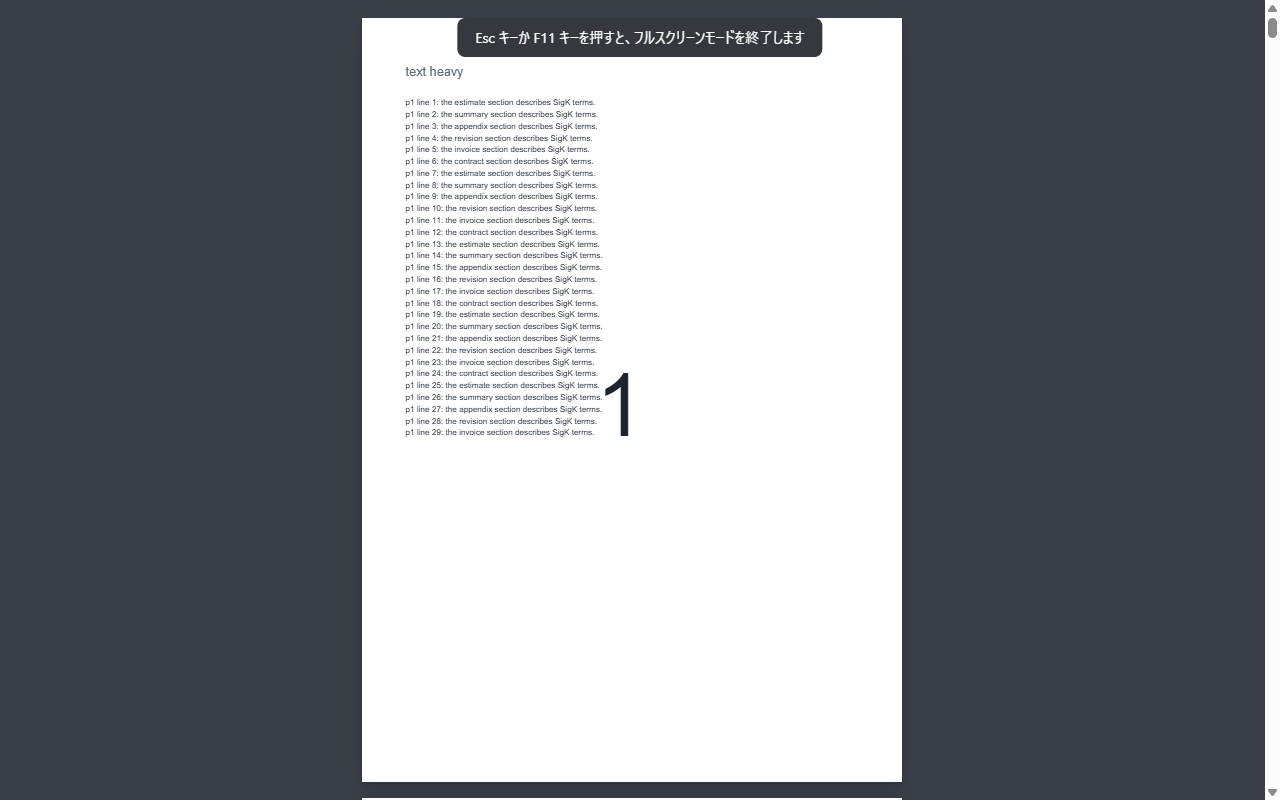 Esc キーか F11 キーを押すと、フルスクリーンモードを終了します
text heavy
p1 line 1: the estimate section describes SigK terms.
p1 line 2: the summary section describes SigK terms.
p1 line 3: the appendix section describes SigK terms.
p1 line 4: the revision section describes SigK terms.
p1 line 5: the invoice section describes SigK terms.
p1 line 6: the contract section describes SigK terms.
p1 line 7: the estimate section describes SigK terms.
p1 line 8: the summary section describes SigK terms.
p1 line 9: the appendix section describes SigK terms.
p1 line 10: the revision section describes SigK terms.
p1 line 11: the invoice section describes SigK terms.
p1 line 12: the contract section describes SigK terms.
p1 line 13: the estimate section describes SigK terms.
p1 line 14: the summary section describes SigK terms.
p1 line 15: the appendix section describes SigK terms.
p1 line 16: the revision section describes SigK terms.
p1 line 17: the invoice section describes SigK terms.
p1 line 18: the contract section describes SigK terms.
p1 line 19: the estimate section describes SigK terms.
p1 line 20: the summary section describes SigK terms.
p1 line 21: the appendix section describes SigK terms.
p1 line 22: the revision section describes SigK terms.
p1 line 23: the invoice section describes SigK terms.
p1 line 24: the contract section describes SigK terms.
p1 line 25: the estimate section describes SigK terms.
p1 line 26: the summary section describes SigK terms.
p1 line 27: the appendix section describes SigK terms.
p1 line 28: the revision section describes SigK terms.
p1 line 29: the invoice section describes SigK terms.
1